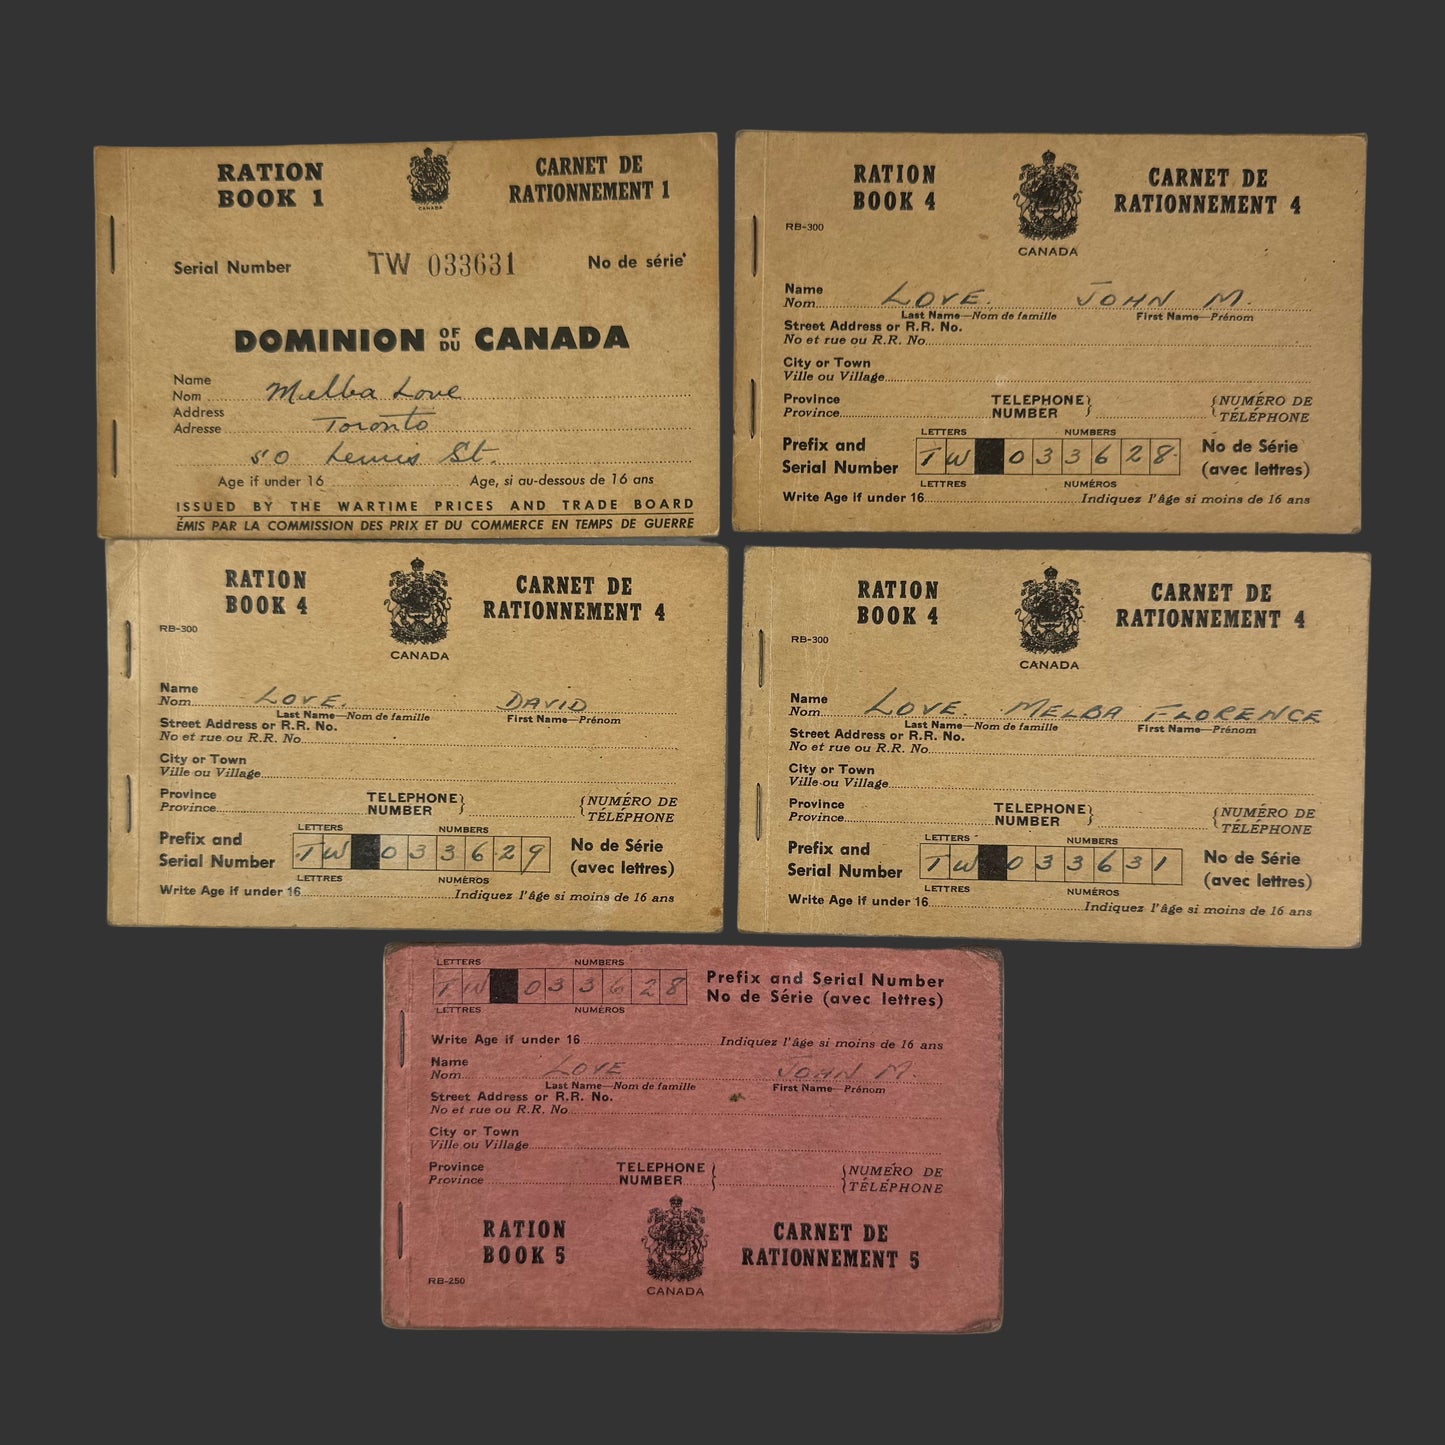 RATION
BOOK 1
CANADA
CARNET DE
RATIONNEMENT 1
Serial Number TW 033631 No de série
DOMINION OF DU CANADA
Name
Nom Melba Love
Address
Adresse Toronto
50 Lewis St.
Age if under 16 Age, si au-dessous de 16 ans
ISSUED BY THE WARTIME PRICES AND TRADE BOARD
ÉMIS PAR LA COMMISSION DES PRIX ET DU COMMERCE EN TEMPS DE GUERRE
RATION
BOOK 4
RB-300
CANADA
CARNET DE
RATIONNEMENT 4
Name
Nom LOVE. JOHN M.
Last Name—Nom de famille First Name—Prénom
Street Address or R.R. No.
No et rue ou R.R. No
City or Town
Ville ou Village
Province
Province
TELEPHONE
NUMBER
NUMÉRO DE
TÉLÉPHONE
LETTERS NUMBERS
Prefix and
Serial Number
TW 033628
No de Série
(avec lettres)
LETTRES NUMÉROS
Write Age if under 16 Indiquez l'âge si moins de 16 ans
RATION
BOOK 4
RB-300
CANADA
CARNET DE
RATIONNEMENT 4
Name
Nom LOVE. DAVID
Last Name—Nom de famille First Name—Prénom
Street Address or R.R. No.
No et rue ou R.R. No
City or Town
Ville ou Village
Province
Province
TELEPHONE
NUMBER
NUMÉRO DE
TÉLÉPHONE
LETTERS NUMBERS
Prefix and
Serial Number
TW 033629
No de Série
(avec lettres)
LETTRES NUMÉROS
Write Age if under 16 Indiquez l'âge si moins de 16 ans
RATION
BOOK 4
RB-300
CANADA
CARNET DE
RATIONNEMENT 4
Name
Nom LOVE. MELBA FLORENCE
Last Name—Nom de famille First Name—Prénom
Street Address or R.R. No.
No et rue ou R.R. No
City or Town
Ville ou Village
Province
Province
TELEPHONE
NUMBER
NUMÉRO DE
TÉLÉPHONE
LETTERS NUMBERS
Prefix and
Serial Number
TW 033631
No de Série
(avec lettres)
LETTRES NUMÉROS
Write Age if under 16 Indiquez l'âge si moins de 16 ans
LETTERS NUMBERS
TW 033628
LETTRES NUMÉROS
Prefix and Serial Number
No de Série (avec lettres)
Write Age if under 16 Indiquez l'âge si moins de 16 ans
Name
Nom LOVE JOHN M.
Last Name—Nom de famille First Name—Prénom
Street Address or R.R. No.
No et rue ou R.R. No
City or Town
Ville ou Village
Province
Province
TELEPHONE
NUMBER
NUMÉRO DE
TÉLÉPHONE
RATION
BOOK 5
RB-250
CANADA
CARNET DE
RATIONNEMENT 5